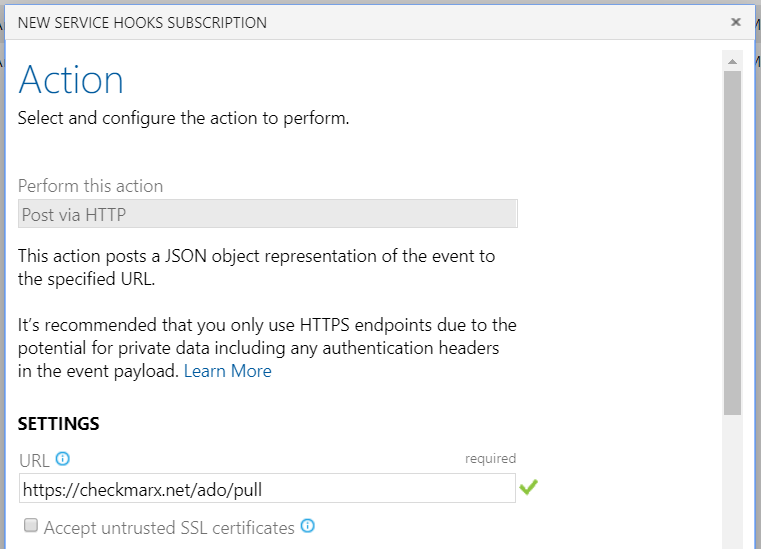 NEW SERVICE HOOKS SUBSCRIPTION
Action
Select and configure the action to perform.
Perform this action
Post via HTTP
This action posts a JSON object representation of the event to
the specified URL.
It's recommended that you only use HTTPS endpoints due to the
potential for private data including any authentication headers
in the event payload. Learn More
SETTINGS
URL required
https://checkmarx.net/ado/pull
Accept untrusted SSL certificates